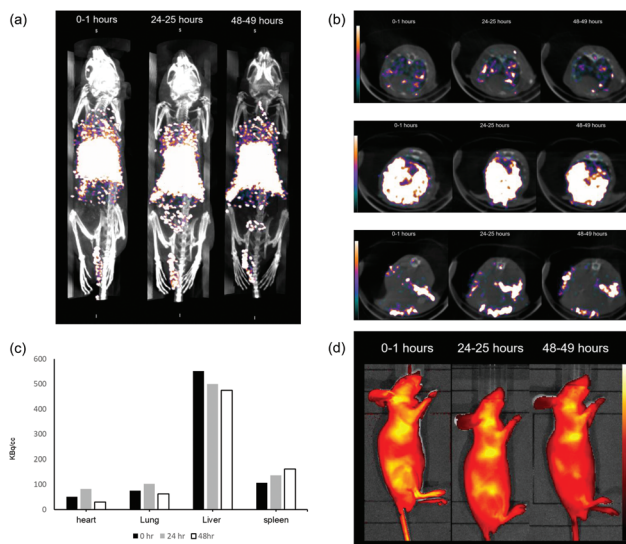 (a)
0-1 hours 24-25 hours 48-49 hours
S S S
I I I
(b)
0-1 hours 24-25 hours 48-49 hours
0-1 hours 24-25 hours 48-49 hours
0-1 hours 24-25 hours 48-49 hours
(c)
600
500
400
300
200
100
0
KBq/cc
heart Lung Liver spleen
0 hr 24 hr 48hr
(d)
0-1 hours 24-25 hours 48-49 hours